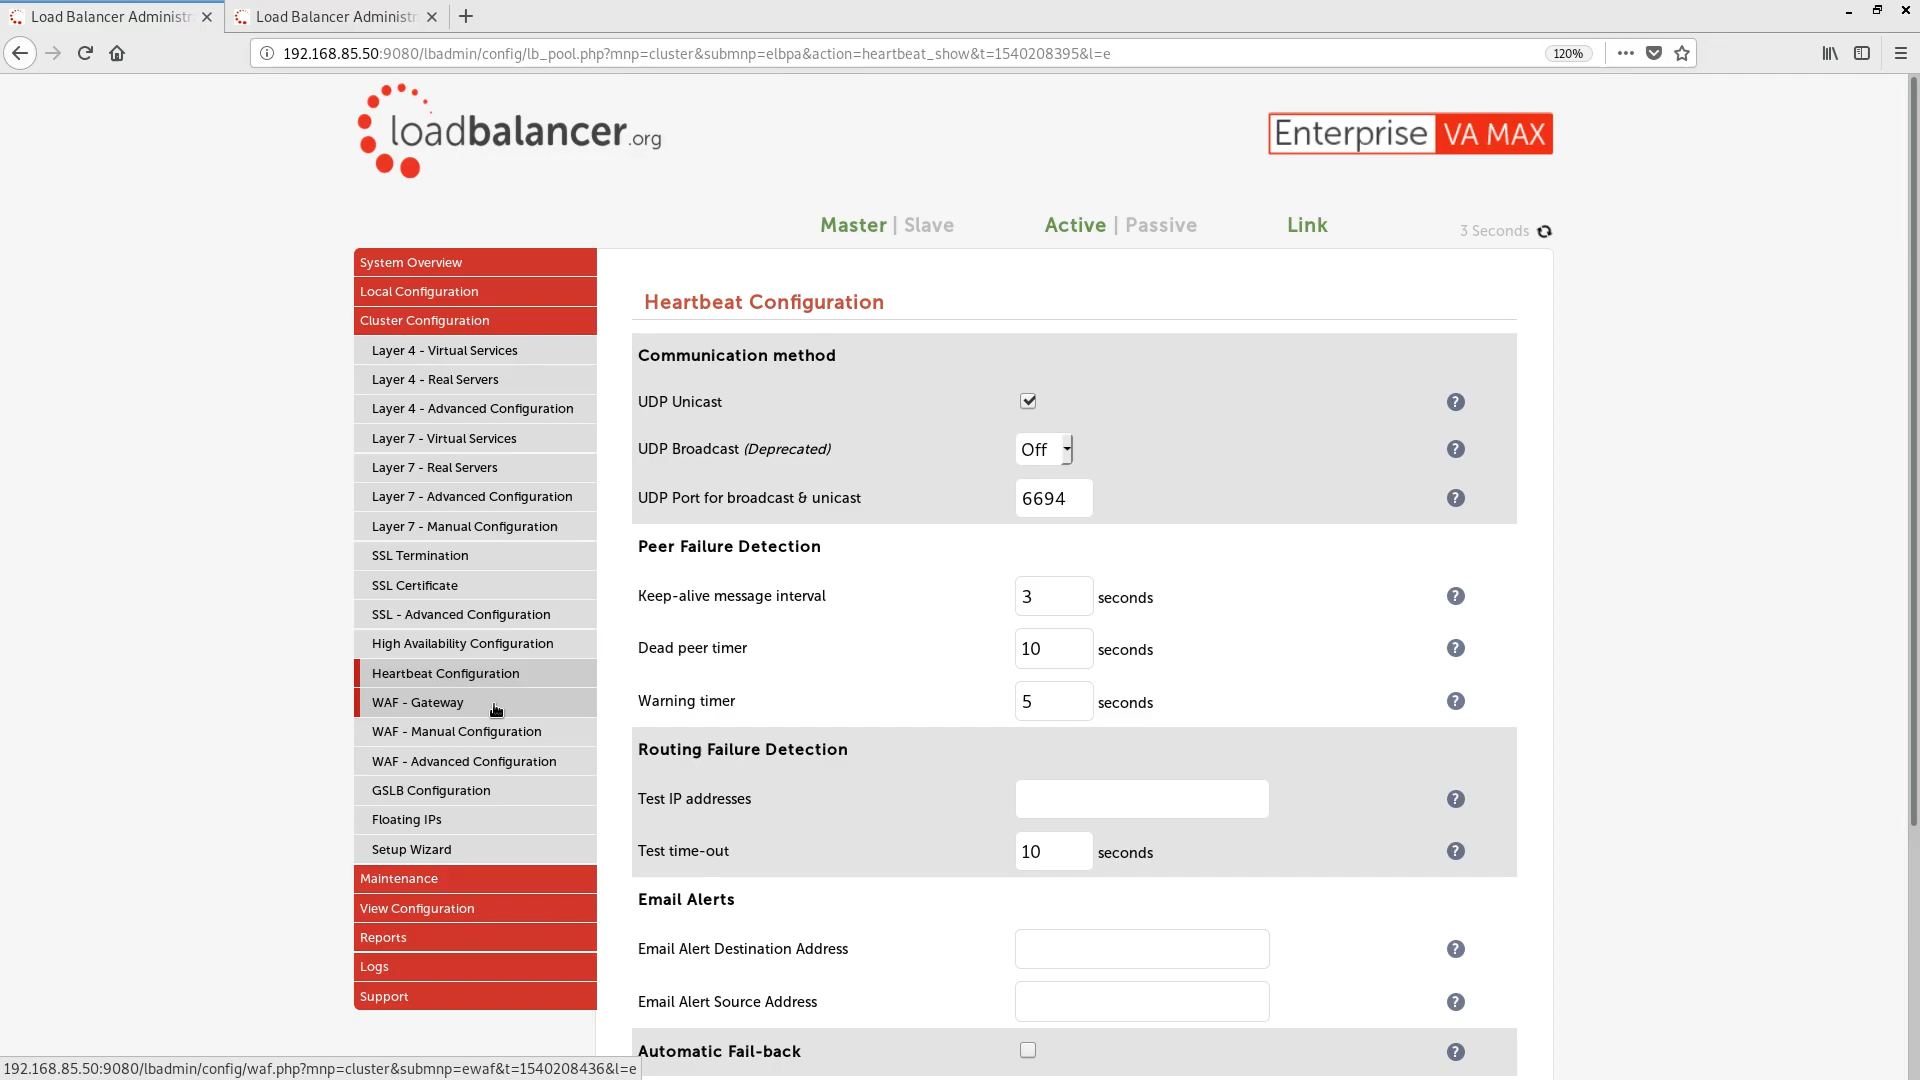 Load Balancer Administr
Load Balancer Administr
192.168.85.50:9080/lbadmin/config/lb_pool.php?mnp=cluster&submnp=elbpa&action=heartbeat_show&t=1540208395&l=e
120%
loadbalancer.org
Enterprise VA MAX
Master | Slave
Active | Passive
Link
3 Seconds
System Overview
Local Configuration
Cluster Configuration
Layer 4 - Virtual Services
Layer 4 - Real Servers
Layer 4 - Advanced Configuration
Layer 7 - Virtual Services
Layer 7 - Real Servers
Layer 7 - Advanced Configuration
Layer 7 - Manual Configuration
SSL Termination
SSL Certificate
SSL - Advanced Configuration
High Availability Configuration
Heartbeat Configuration
WAF - Gateway
WAF - Manual Configuration
WAF - Advanced Configuration
GSLB Configuration
Floating IPs
Setup Wizard
Maintenance
View Configuration
Reports
Logs
Support
Heartbeat Configuration
Communication method
UDP Unicast
?
UDP Broadcast (Deprecated) Off
?
UDP Port for broadcast & unicast 6694
?
Peer Failure Detection
Keep-alive message interval 3 seconds
?
Dead peer timer 10 seconds
?
Warning timer 5 seconds
?
Routing Failure Detection
Test IP addresses
?
Test time-out 10 seconds
?
Email Alerts
Email Alert Destination Address
?
Email Alert Source Address
?
Automatic Fail-back
?
192.168.85.50:9080/lbadmin/config/waf.php?mnp=cluster&submnp=ewaf&t=1540208436&l=e